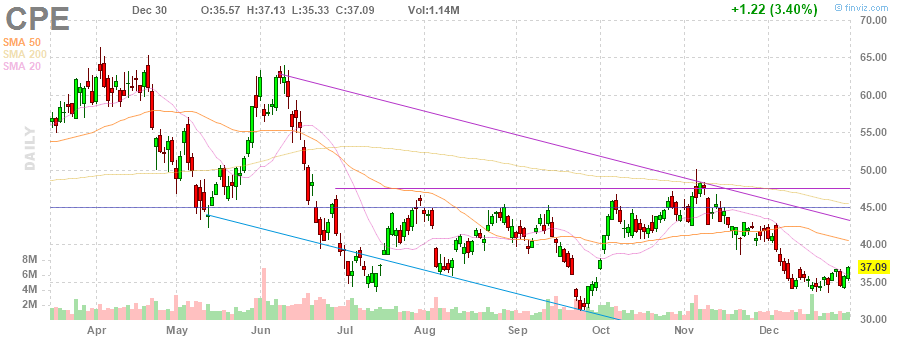 CPE
Dec 30 O:35.57 H:37.13 L:35.33 C:37.09 Vol:1.14M +1.22 (3.40%) © finviz.com
SMA 50
SMA 200
SMA 20
DAILY
70.00
65.00
60.00
55.00
50.00
45.00
40.00
37.09
35.00
30.00
8M
6M
4M
2M
Apr May Jun Jul Aug Sep Oct Nov Dec